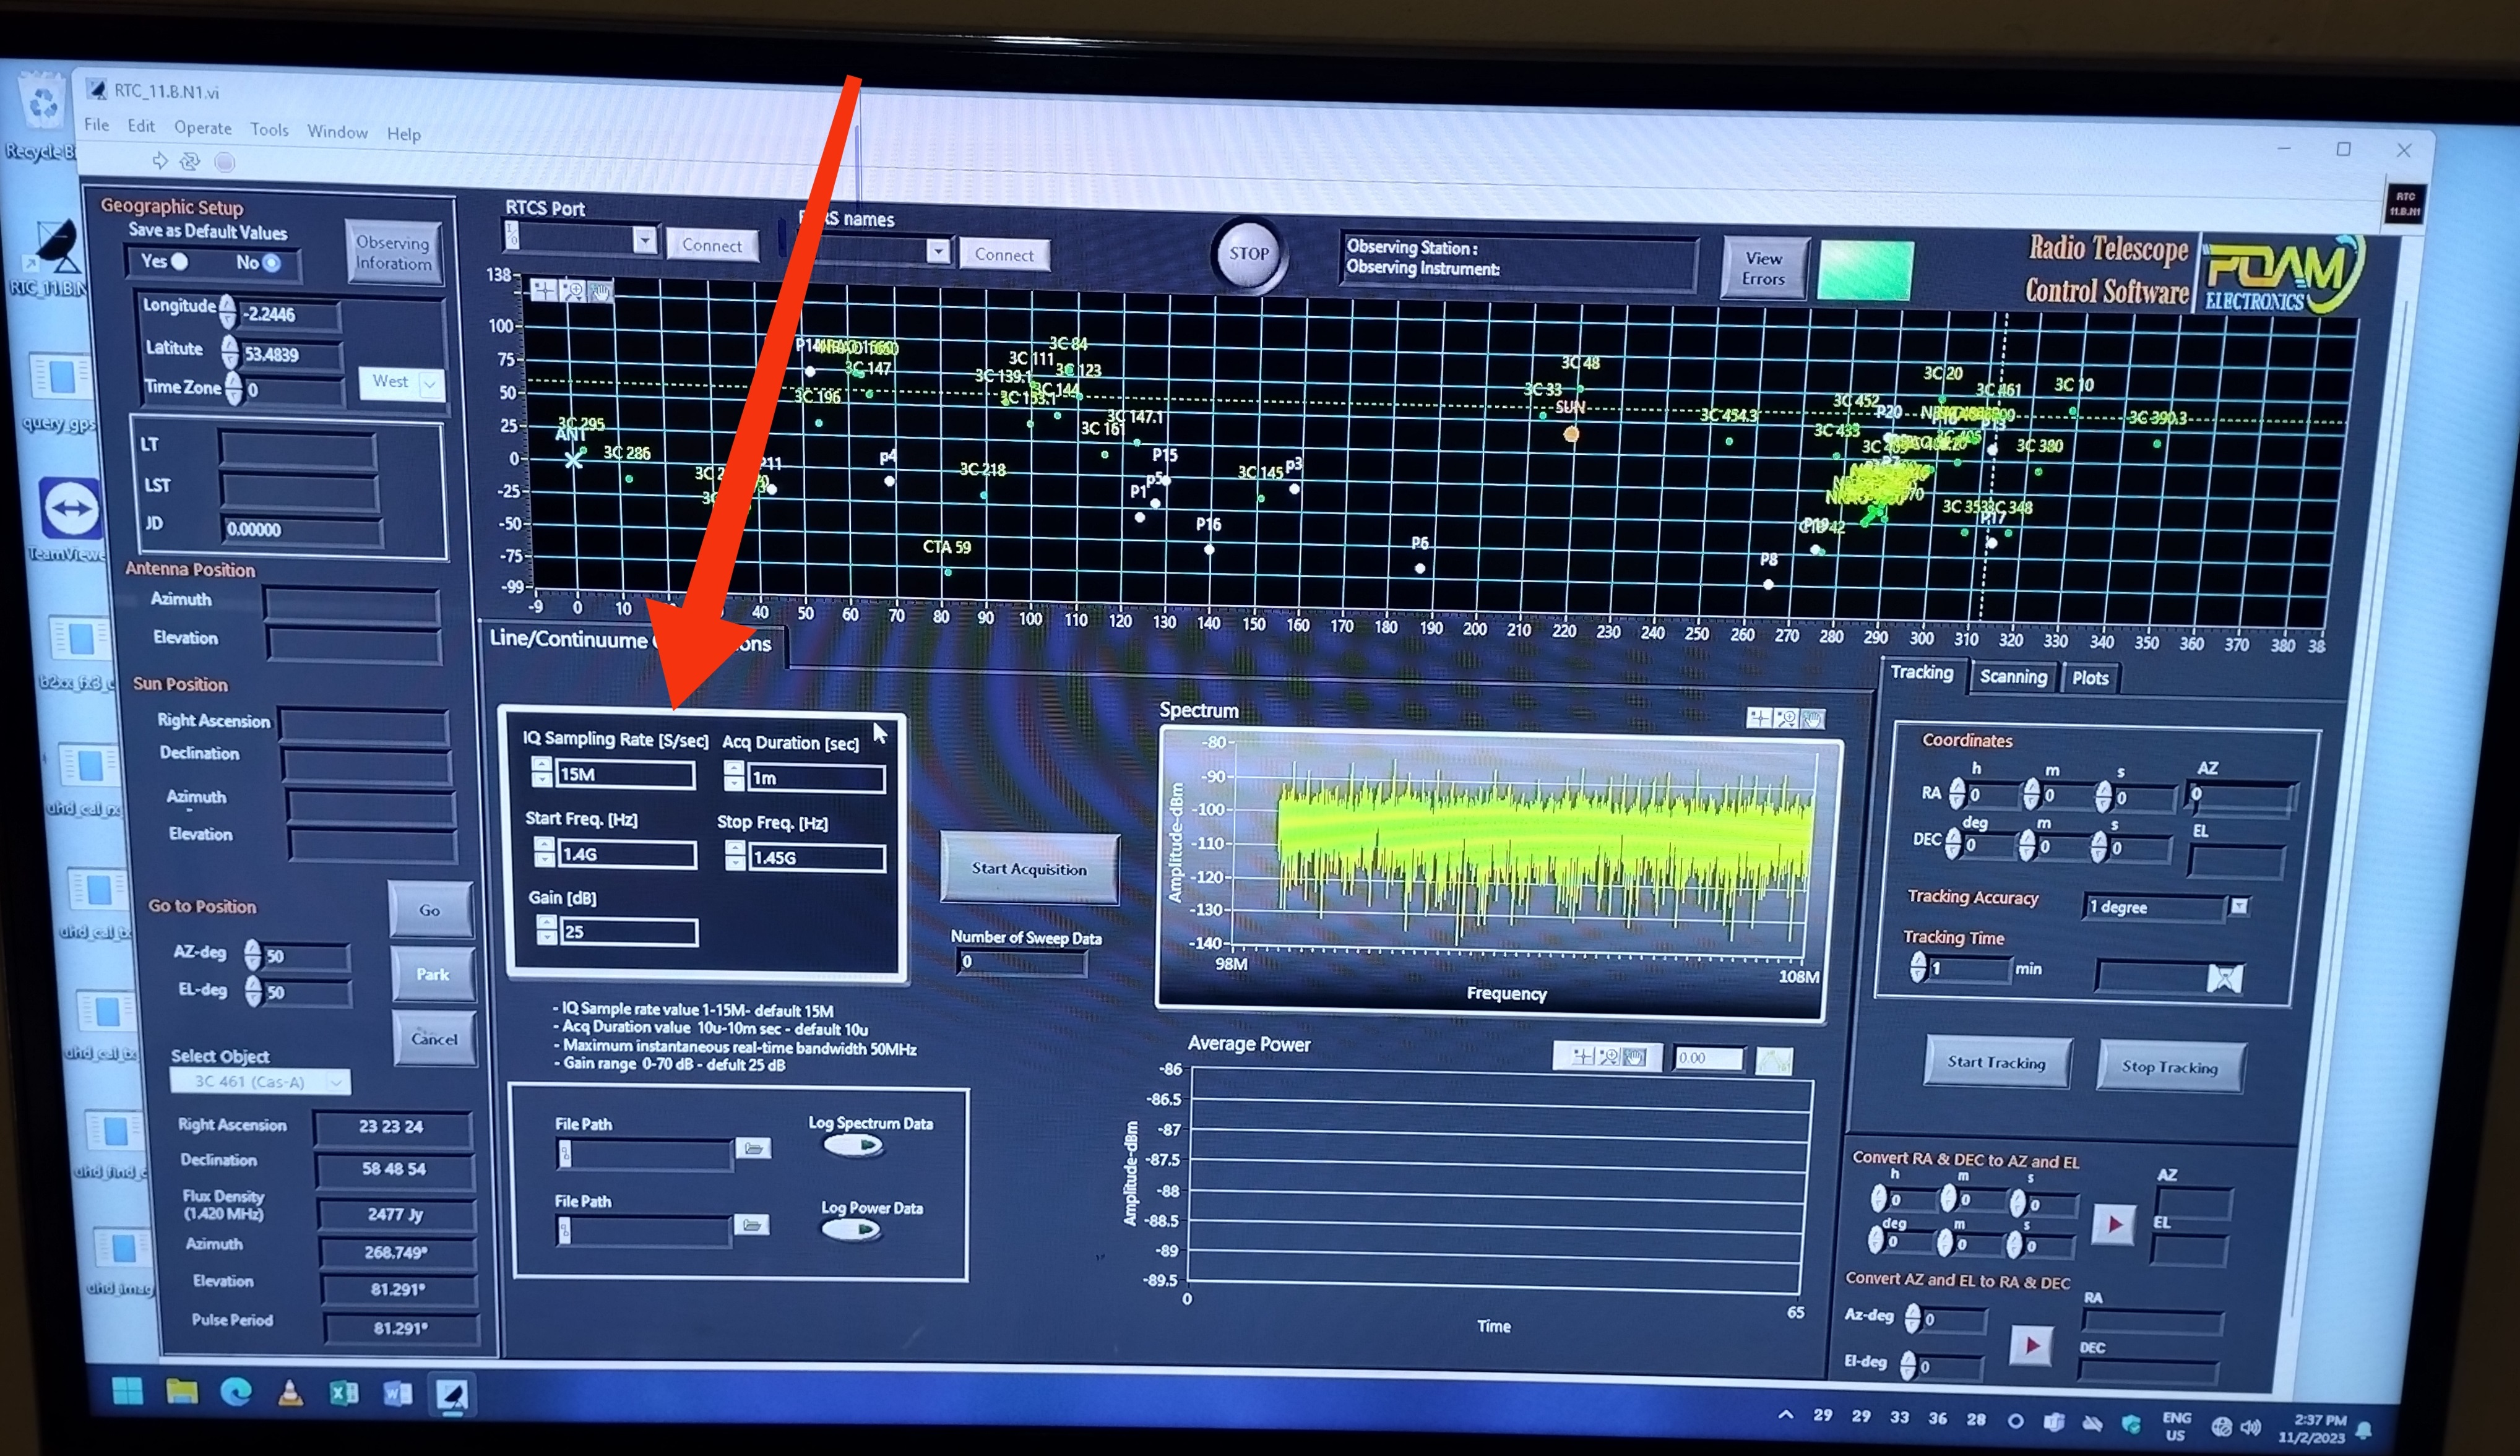 RTC_11.B.N1.vi
File Edit Operate Tools Window Help
Recycle Bi
RTC_11.B.N
query_gps
TeamViewe
b2xx_fx3_u
uhd_cal_rx
uhd_cal_tx
uhd_cal_tx
uhd_find_d
uhd_imag
RTC
11.B.N1
Geographic Setup
Save as Default Values
Yes No
Observing
Inforatiom
Longitude -2.2446
Latitute 53.4839
Time Zone 0
West
LT
LST
JD 0.00000
Antenna Position
Azimuth
Elevation
Sun Position
Right Ascension
Declination
Azimuth
Elevation
Go to Position
AZ-deg 50
EL-deg 50
Go
Park
Cancel
Select Object
3C 461 (Cas-A)
Right Ascension 23 23 24
Declination 58 48 54
Flux Density
(1.420 MHz) 2477 Jy
Azimuth 268.749°
Elevation 81.291°
Pulse Period 81.291°
RTCS Port
Connect
RS names
Connect
STOP
Observing Station :
Observing Instrument:
View
Errors
Radio Telescope
Control Software
POAM
ELECTRONICS
138
100
75
50
25
0
-25
-50
-75
-99
-9 0 10 40 50 60 70 80 90 100 110 120 130 140 150 160 170 180 190 200 210 220 230 240 250 260 270 280 290 300 310 320 330 340 350 360 370 380 38
3C 295
ANT
3C 286
P11
P14
3C 147
3C 196
p4
3C 84
3C 111
3C 123
3C 139.1
3C 144
3C 147.1
3C 161
3C 218
P15
p5
P1
3C 145
p3
P16
CTA 59
P6
3C 48
3C 33
SUN
3C 454.3
P8
3C 452
P20
3C 433
3C 20
3C 461
3C 10
3C 390.3
3C 380
3C 353
3C 348
P17
P19
Line/Continuume
IQ Sampling Rate [S/sec] Acq Duration [sec]
15M 1m
Start Freq. [Hz] Stop Freq. [Hz]
1.4G 1.45G
Gain [dB]
25
Start Acquisition
Number of Sweep Data
0
- IQ Sample rate value 1-15M- default 15M
- Acq Duration value 10u-10m sec - default 10u
- Maximum instantaneous real-time bandwidth 50MHz
- Gain range 0-70 dB - defult 25 dB
File Path Log Spectrum Data
File Path Log Power Data
Spectrum
Amplitude-dBm
-80
-90
-100
-110
-120
-130
-140
98M 108M
Frequency
Average Power
0.00
Amplitude-dBm
-86
-86.5
-87
-87.5
-88
-88.5
-89
-89.5
0 65
Time
Tracking Scanning Plots
Coordinates
h m s AZ
RA 0 0 0 0
deg m s EL
DEC 0 0 0
Tracking Accuracy 1 degree
Tracking Time
1 min
Start Tracking Stop Tracking
Convert RA & DEC to AZ and EL
h m s AZ
0 0 0
deg m s EL
0 0 0
Convert AZ and EL to RA & DEC
Az-deg 0 RA
El-deg 0 DEC
29 29 33 36 28
ENG
US
2:37 PM
11/2/2023